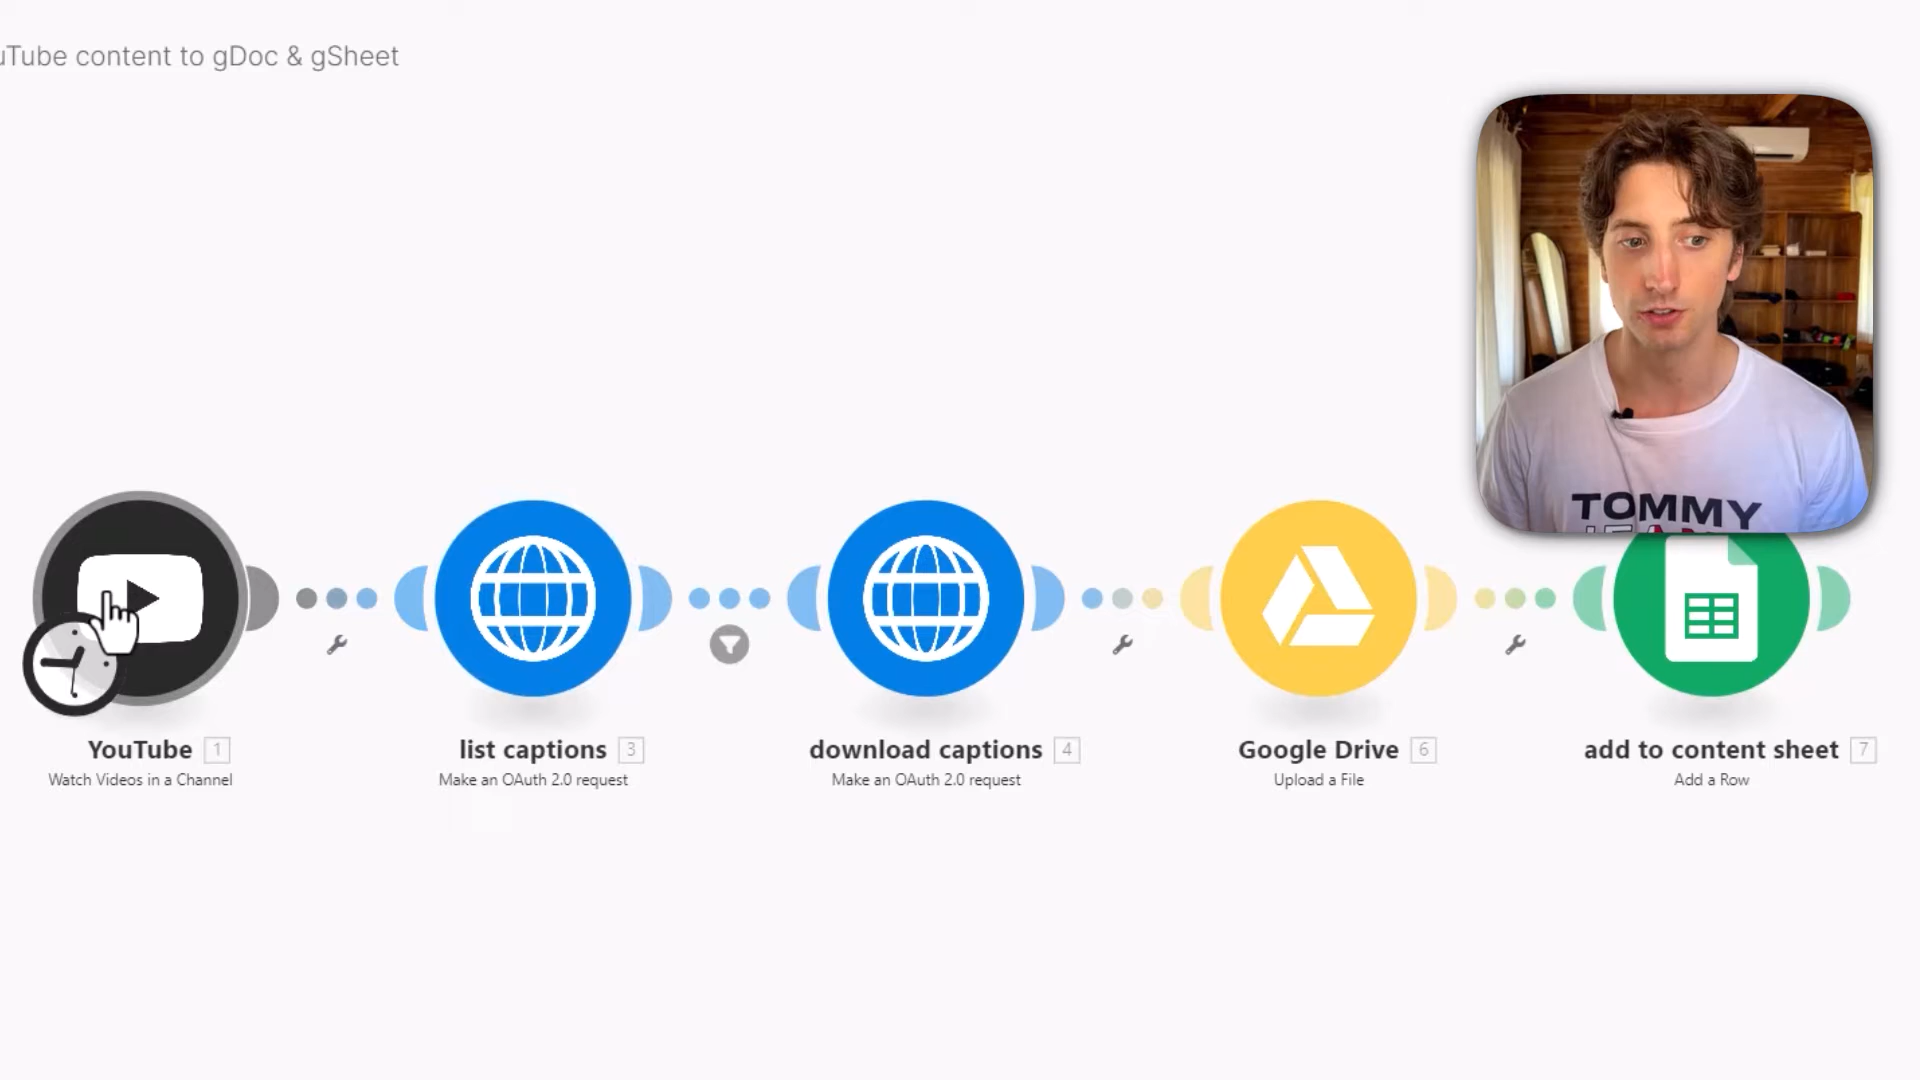 uTube content to gDoc & gSheet
TOMMY
JEANS
YouTube 1
Watch Videos in a Channel
list captions 3
Make an OAuth 2.0 request
download captions 4
Make an OAuth 2.0 request
Google Drive 6
Upload a File
add to content sheet 7
Add a Row